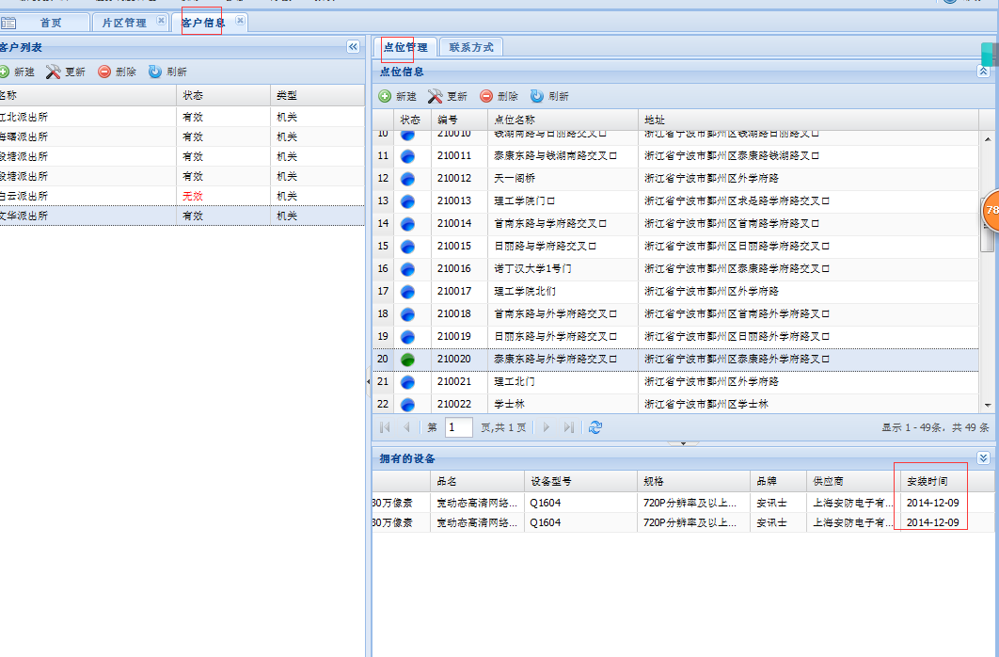 首页 片区管理 客户信息
客户列表
新建 更新 删除 刷新
名称 状态 类型
江北派出所 有效 机关
海曙派出所 有效 机关
段塘派出所 有效 机关
段塘派出所 有效 机关
白云派出所 无效 机关
文华派出所 有效 机关
点位管理 联系方式
点位信息
新建 更新 删除 刷新
状态 编号 点位名称 地址
10 210010 钱湖南路与日丽路交叉口 浙江省宁波市鄞州区钱湖路日丽路叉口
11 210011 泰康东路与钱湖南路交叉口 浙江省宁波市鄞州区泰康路钱湖路叉口
12 210012 天一阁桥 浙江省宁波市鄞州区外学府路
13 210013 理工学院门口 浙江省宁波市鄞州区求是路学府路交叉口
14 210014 首南东路与学府路交叉口 浙江省宁波市鄞州区首南路学府路叉口
15 210015 日丽路与学府路交叉口 浙江省宁波市鄞州区日丽路学府路交叉口
16 210016 诺丁汉大学1号门 浙江省宁波市鄞州区泰康路学府路交叉口
17 210017 理工学院北们 浙江省宁波市鄞州区外学府路
18 210018 首南东路与外学府路交叉口 浙江省宁波市鄞州区首南路外学府路叉口
19 210019 日丽东路与外学府路交叉口 浙江省宁波市鄞州区日丽路外学府路叉口
20 210020 泰康东路与外学府路交叉口 浙江省宁波市鄞州区泰康路外学府路叉口
21 210021 理工北门 浙江省宁波市鄞州区外学府路
22 210022 学士林 浙江省宁波市鄞州区学士林
第 1 页,共 1 页 显示 1 - 49条，共 49 条
78
拥有的设备
品名 设备型号 规格 品牌 供应商 安装时间
30万像素 宽动态高清网络... Q1604 720P分辨率及以上... 安讯士 上海安防电子有... 2014-12-09
30万像素 宽动态高清网络... Q1604 720P分辨率及以上... 安讯士 上海安防电子有... 2014-12-09